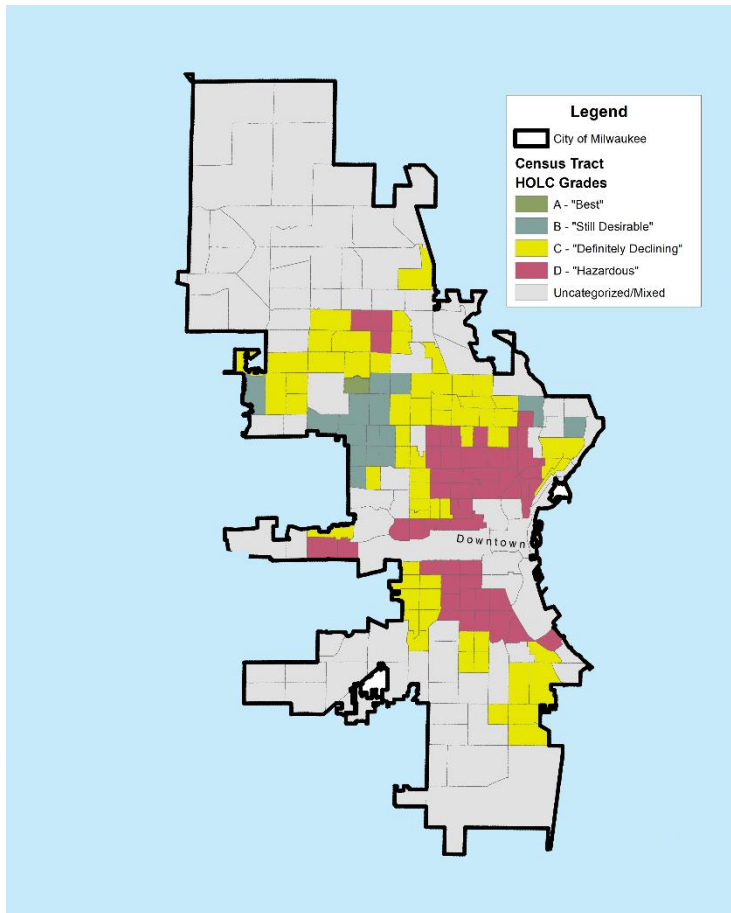 Legend
City of Milwaukee
Census Tract
HOLC Grades
A - "Best"
B - "Still Desirable"
C - "Definitely Declining"
D - "Hazardous"
Uncategorized/Mixed
Downtown